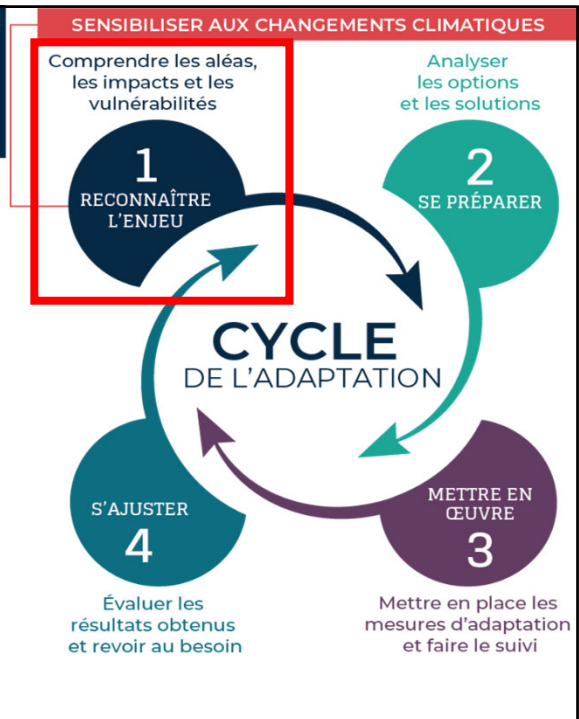 SENSIBILISER AUX CHANGEMENTS CLIMATIQUES
Comprendre les aléas,
les impacts et les
vulnérabilités
1
RECONNAÎTRE
L'ENJEU
Analyser
les options
et les solutions
2
SE PRÉPARER
CYCLE
DE L'ADAPTATION
METTRE EN
ŒUVRE
3
Mettre en place les
mesures d'adaptation
et faire le suivi
S'AJUSTER
4
Évaluer les
résultats obtenus
et revoir au besoin